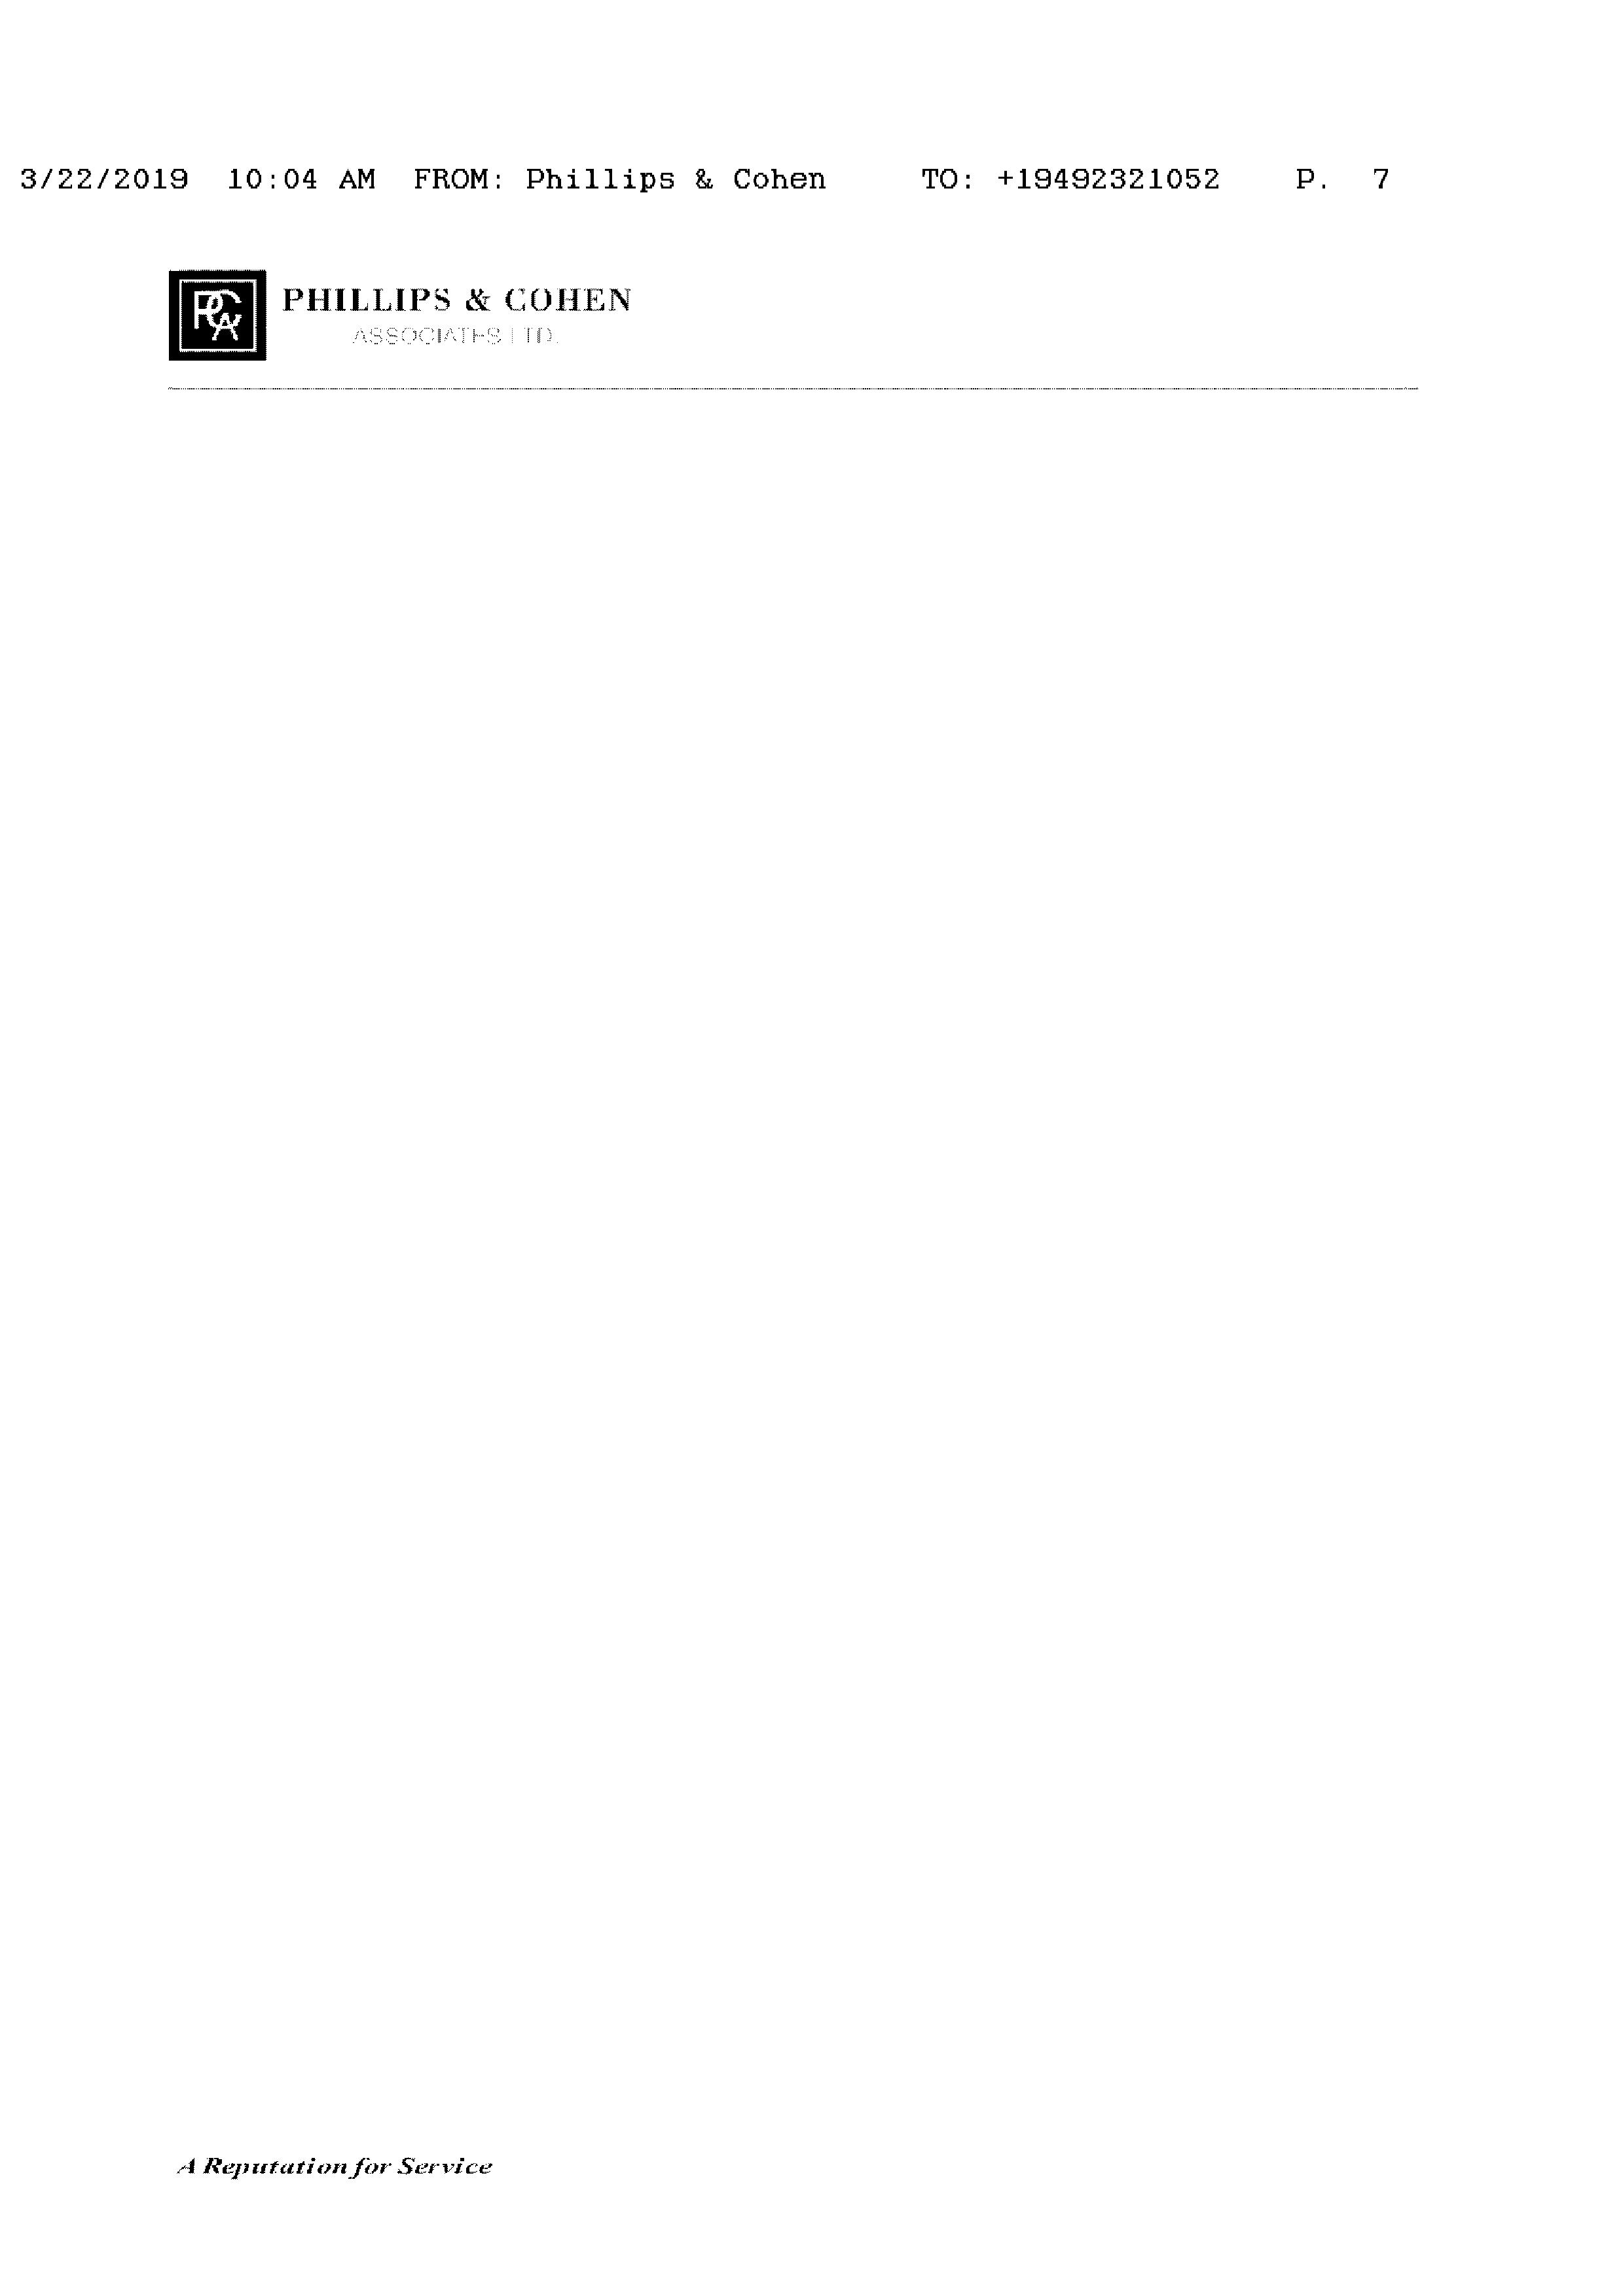 3/22/2019 10:04 AM FROM: Phillips & Cohen TO: +19492321052 P. 7
PCA
PHILLIPS & COHEN
ASSOCIATES LTD.
A Reputation for Service